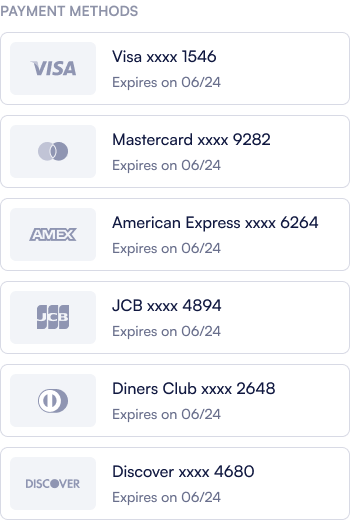 PAYMENT METHODS
VISA
Visa xxxx 1546
Expires on 06/24
Mastercard xxxx 9282
Expires on 06/24
AMEX
American Express xxxx 6264
Expires on 06/24
JCB
JCB xxxx 4894
Expires on 06/24
Diners Club xxxx 2648
Expires on 06/24
DISCOVER
Discover xxxx 4680
Expires on 06/24